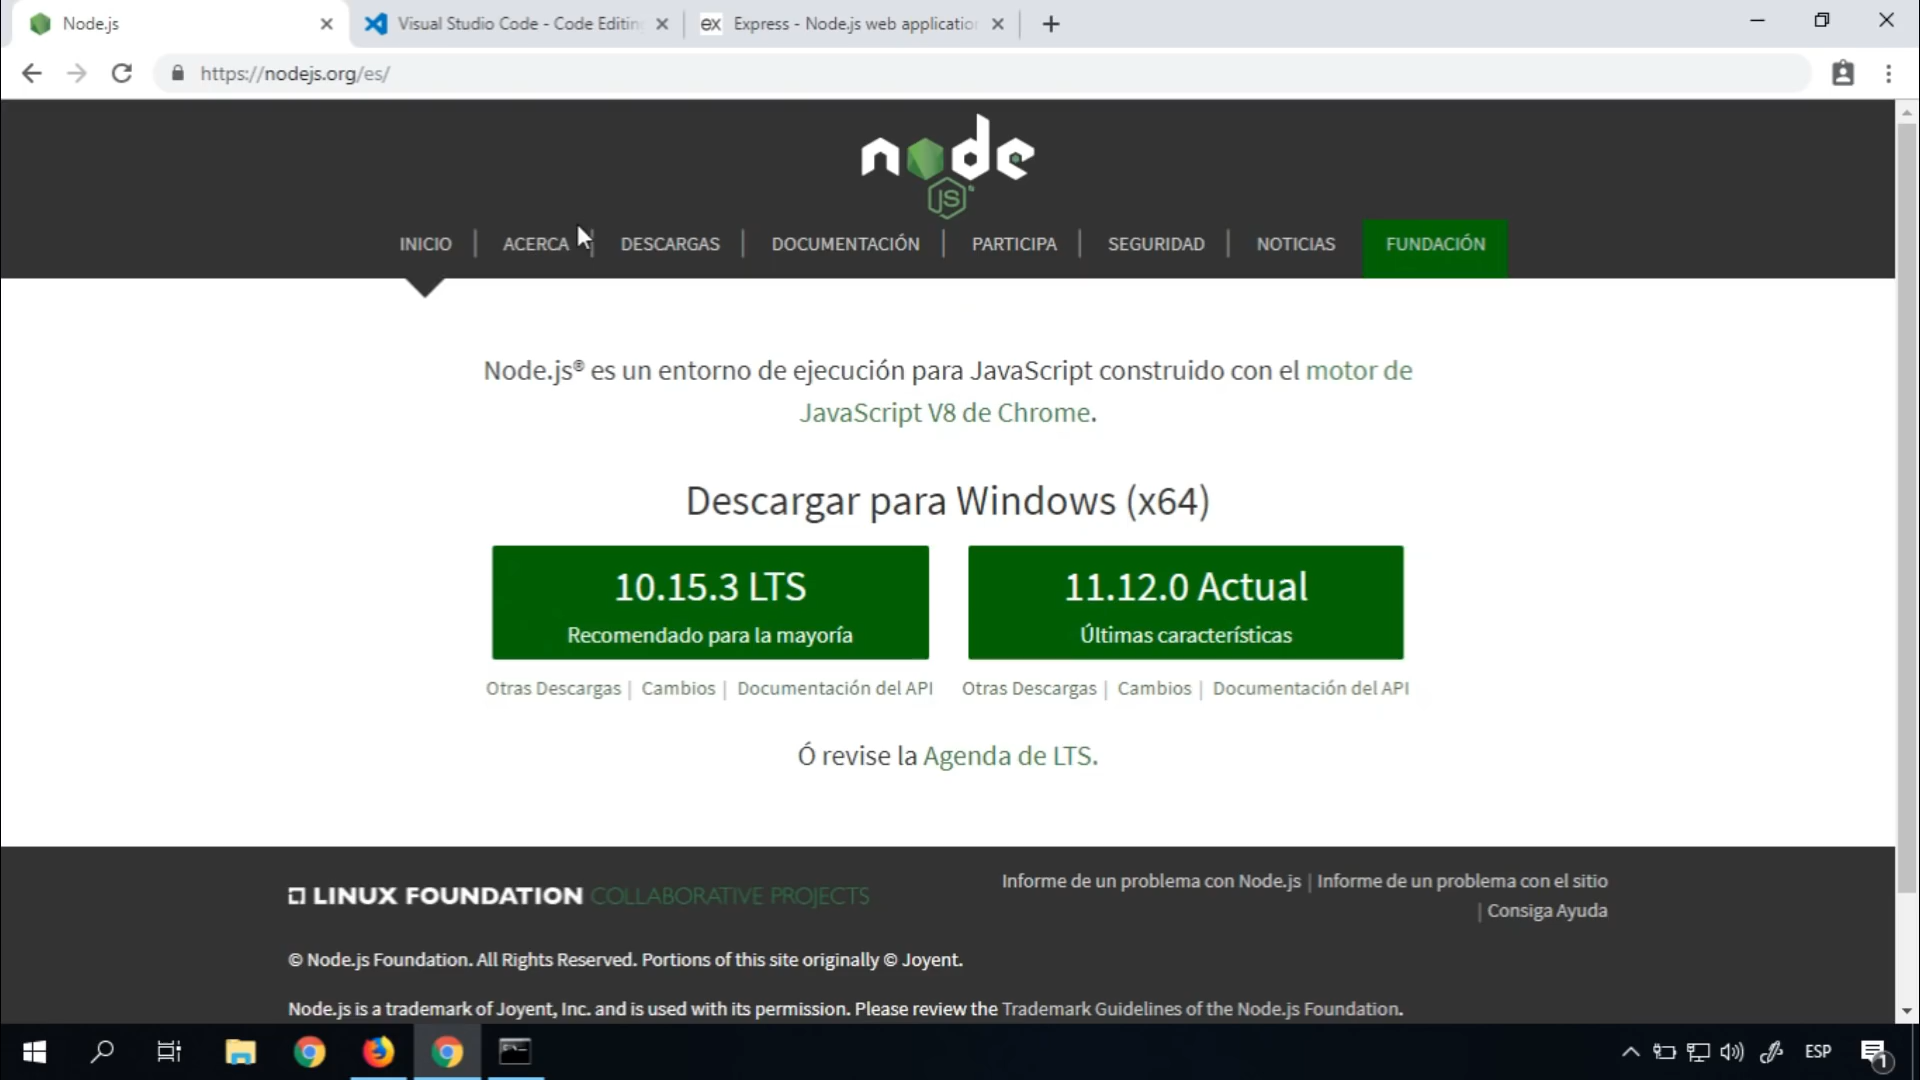 Node.js
Visual Studio Code - Code Editin
ex Express - Node.js web application
https://nodejs.org/es/
node
JS
INICIO | ACERCA | DESCARGAS | DOCUMENTACIÓN | PARTICIPA | SEGURIDAD | NOTICIAS FUNDACIÓN
Node.js® es un entorno de ejecución para JavaScript construido con el motor de
JavaScript V8 de Chrome.
Descargar para Windows (x64)
10.15.3 LTS
Recomendado para la mayoría
11.12.0 Actual
Últimas características
Otras Descargas | Cambios | Documentación del API
Otras Descargas | Cambios | Documentación del API
Ó revise la Agenda de LTS.
LINUX FOUNDATION COLLABORATIVE PROJECTS
Informe de un problema con Node.js | Informe de un problema con el sitio
| Consiga Ayuda
© Node.js Foundation. All Rights Reserved. Portions of this site originally © Joyent.
Node.js is a trademark of Joyent, Inc. and is used with its permission. Please review the Trademark Guidelines of the Node.js Foundation.
ESP
1